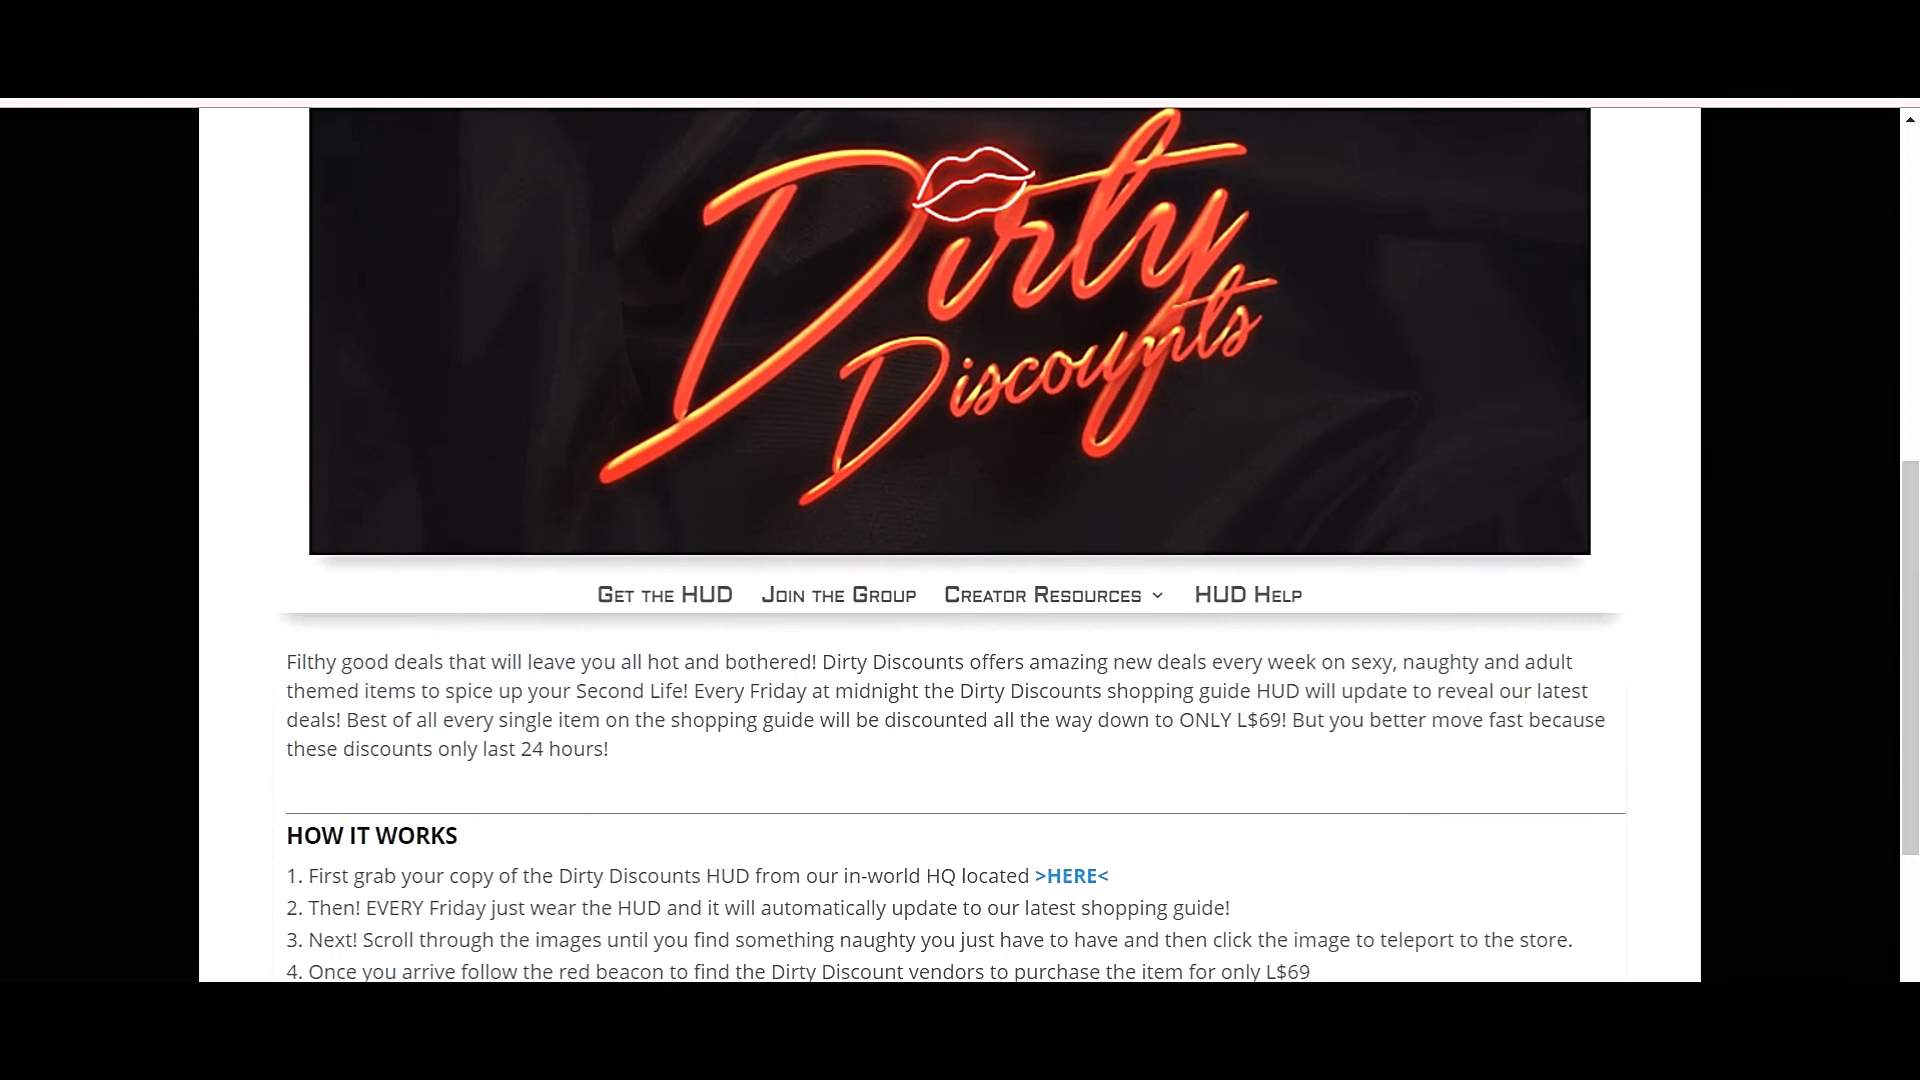 Dirty
Discounts
Get the HUD Join the Group Creator Resources HUD Help
Filthy good deals that will leave you all hot and bothered! Dirty Discounts offers amazing new deals every week on sexy, naughty and adult
themed items to spice up your Second Life! Every Friday at midnight the Dirty Discounts shopping guide HUD will update to reveal our latest
deals! Best of all every single item on the shopping guide will be discounted all the way down to ONLY L$69! But you better move fast because
these discounts only last 24 hours!
HOW IT WORKS
1. First grab your copy of the Dirty Discounts HUD from our in-world HQ located >HERE<
2. Then! EVERY Friday just wear the HUD and it will automatically update to our latest shopping guide!
3. Next! Scroll through the images until you find something naughty you just have to have and then click the image to teleport to the store.
4. Once you arrive follow the red beacon to find the Dirty Discount vendors to purchase the item for only L$69